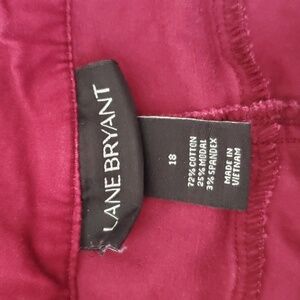 LANE BRYANT
18
72% COTTON
25% MODAL
3% SPANDEX
MADE IN
VIETNAM